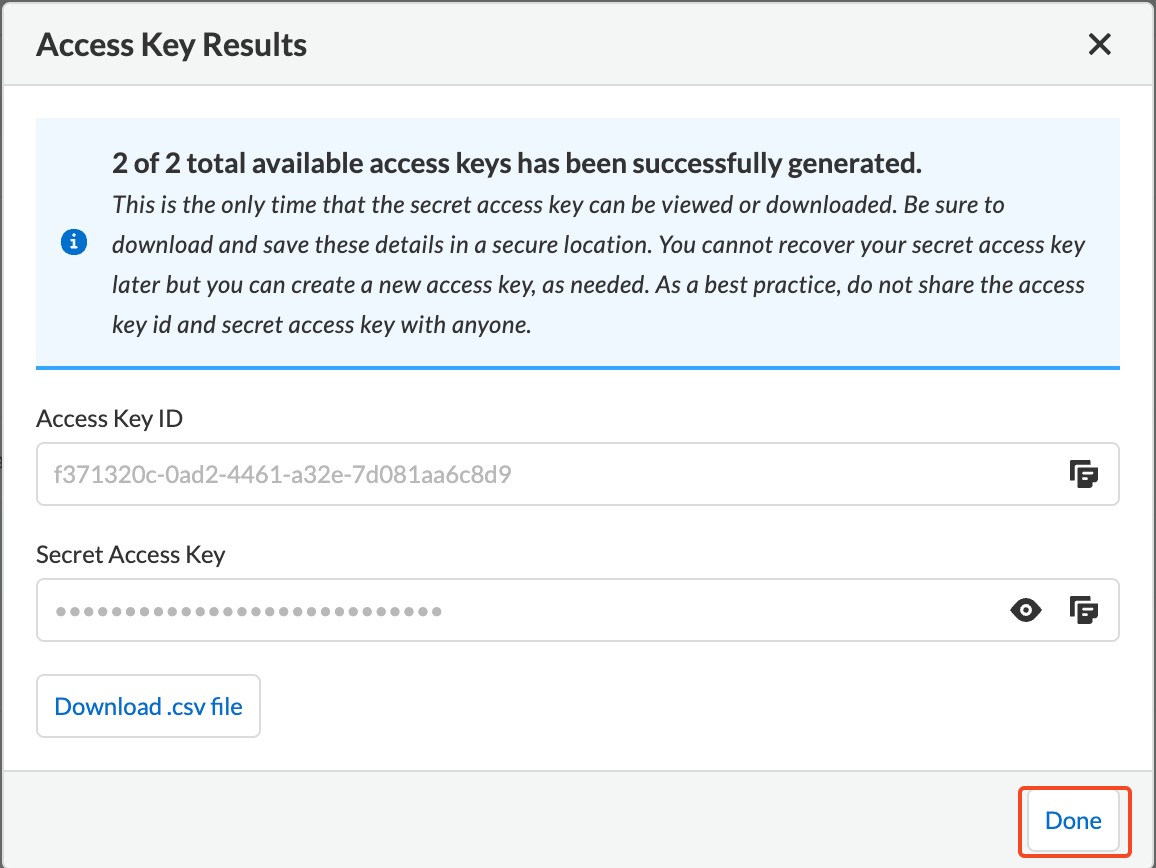 Access Key Results
2 of 2 total available access keys has been successfully generated.
This is the only time that the secret access key can be viewed or downloaded. Be sure to
download and save these details in a secure location. You cannot recover your secret access key
later but you can create a new access key, as needed. As a best practice, do not share the access
key id and secret access key with anyone.
Access Key ID
f371320c-0ad2-4461-a32e-7d081aa6c8d9
Secret Access Key
••••••••••••••••••••••••••••
Download .csv file
Done